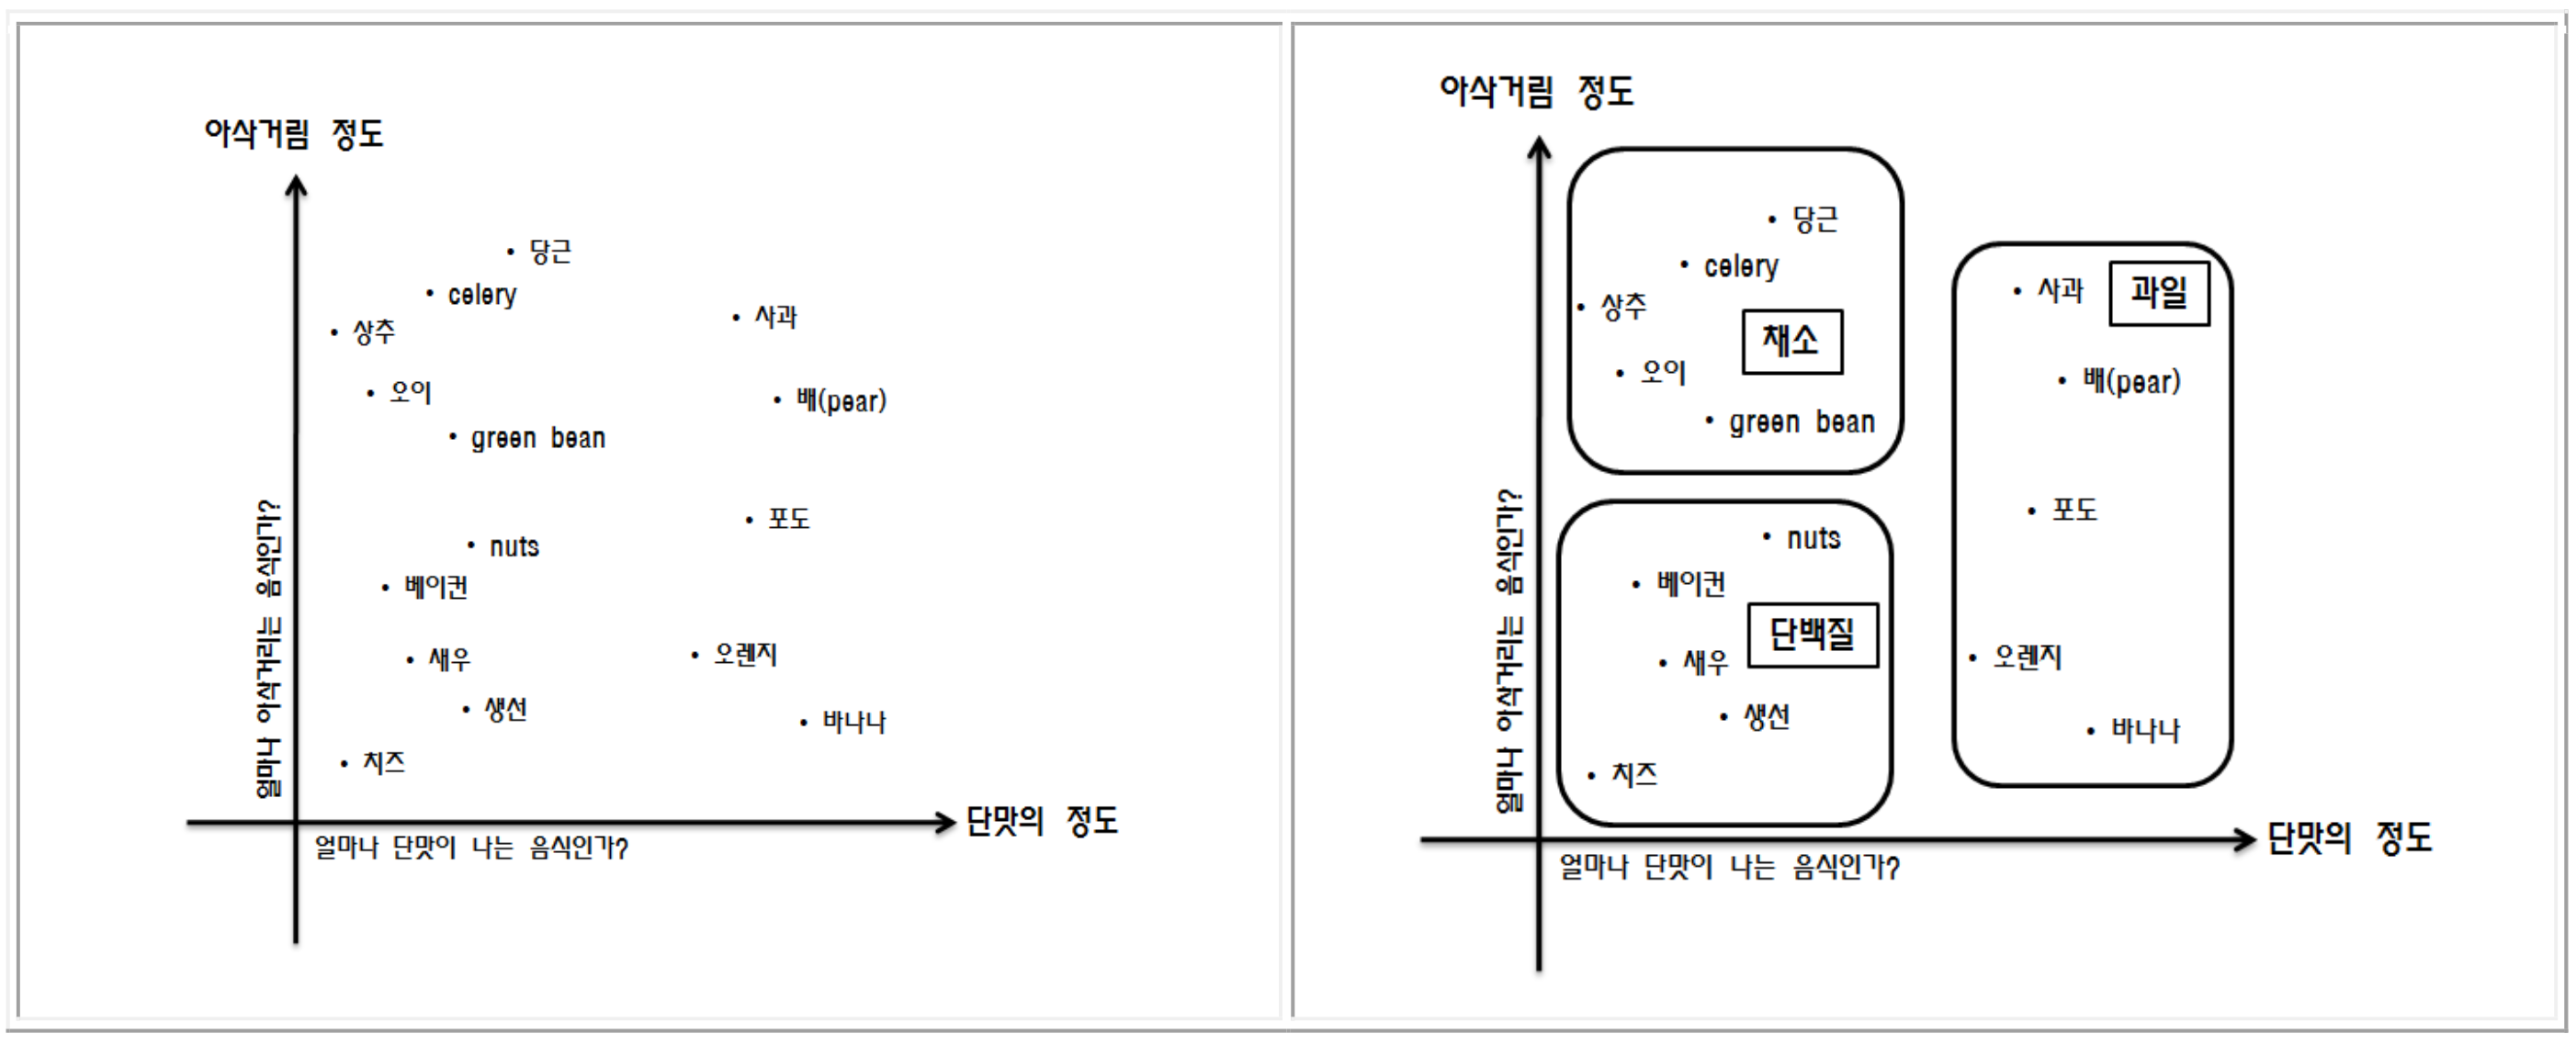 아삭거림 정도
당근
celery
상추
사과
오이
배(pear)
green bean
포도
nuts
베이컨
새우
오렌지
생선
바나나
치즈
얼마나 아삭거리는 음식인가?
단맛의 정도
얼마나 단맛이 나는 음식인가?
아삭거림 정도
당근
celery
상추
채소
오이
green bean
사과
과일
배(pear)
포도
오렌지
바나나
nuts
베이컨
단백질
새우
생선
치즈
얼마나 아삭거리는 음식인가?
단맛의 정도
얼마나 단맛이 나는 음식인가?